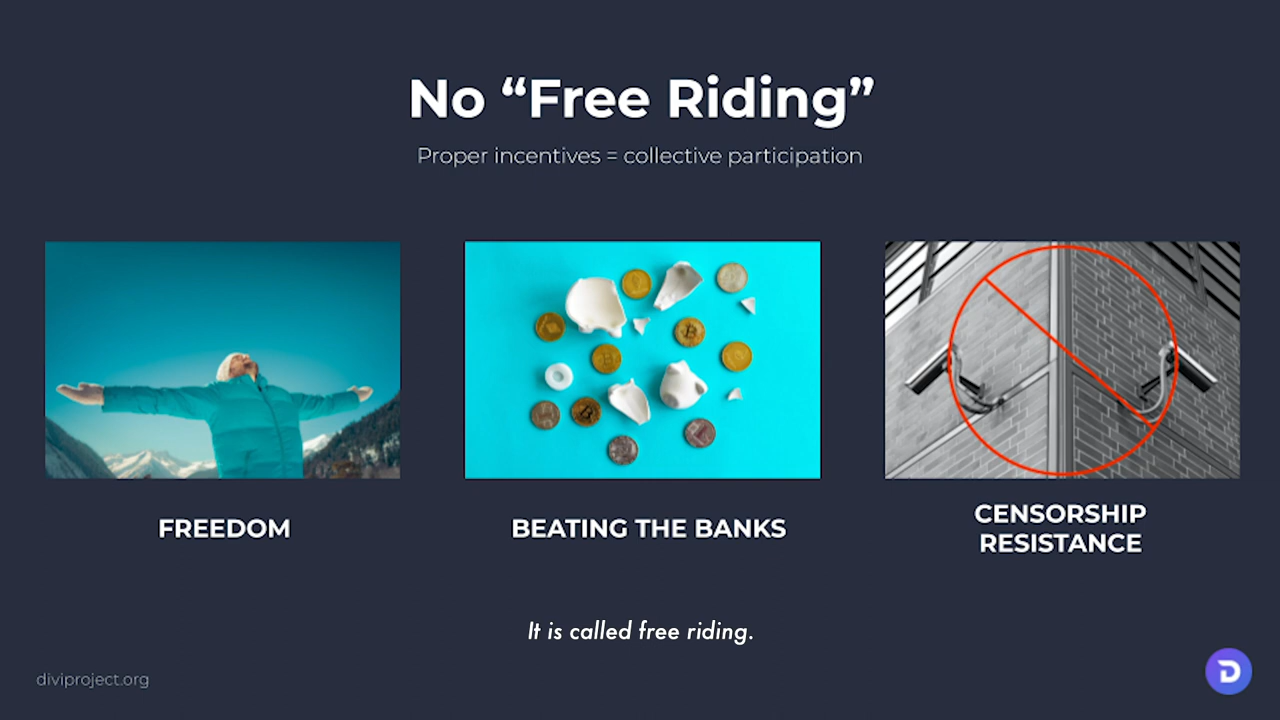 No “Free Riding”
Proper incentives = collective participation
FREEDOM
BEATING THE BANKS
CENSORSHIP
RESISTANCE
It is called free riding.
diviproject.org